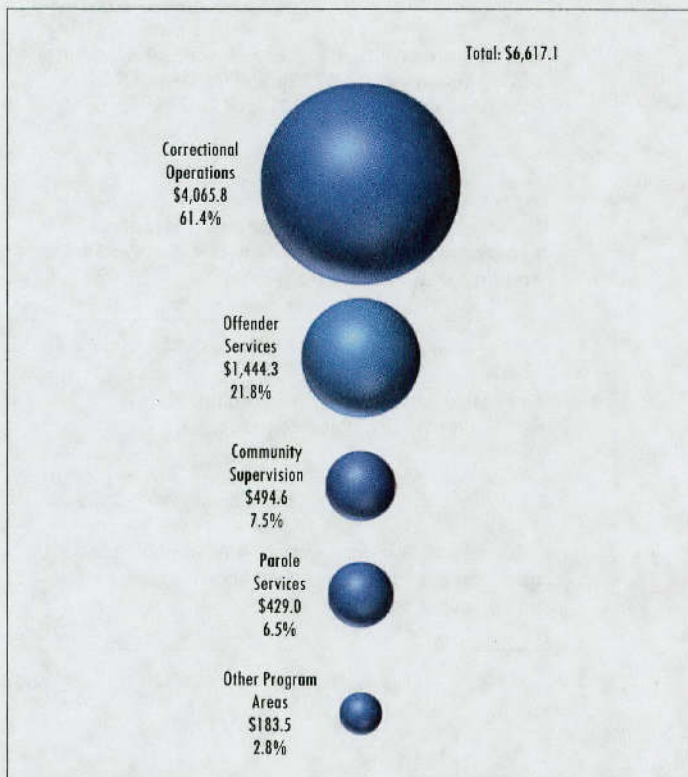 Total: $6,617.1
Correctional
Operations
$4,065.8
61.4%
Offender
Services
$1,444.3
21.8%
Community
Supervision
$494.6
7.5%
Parole
Services
$429.0
6.5%
Other Program
Areas
$183.5
2.8%